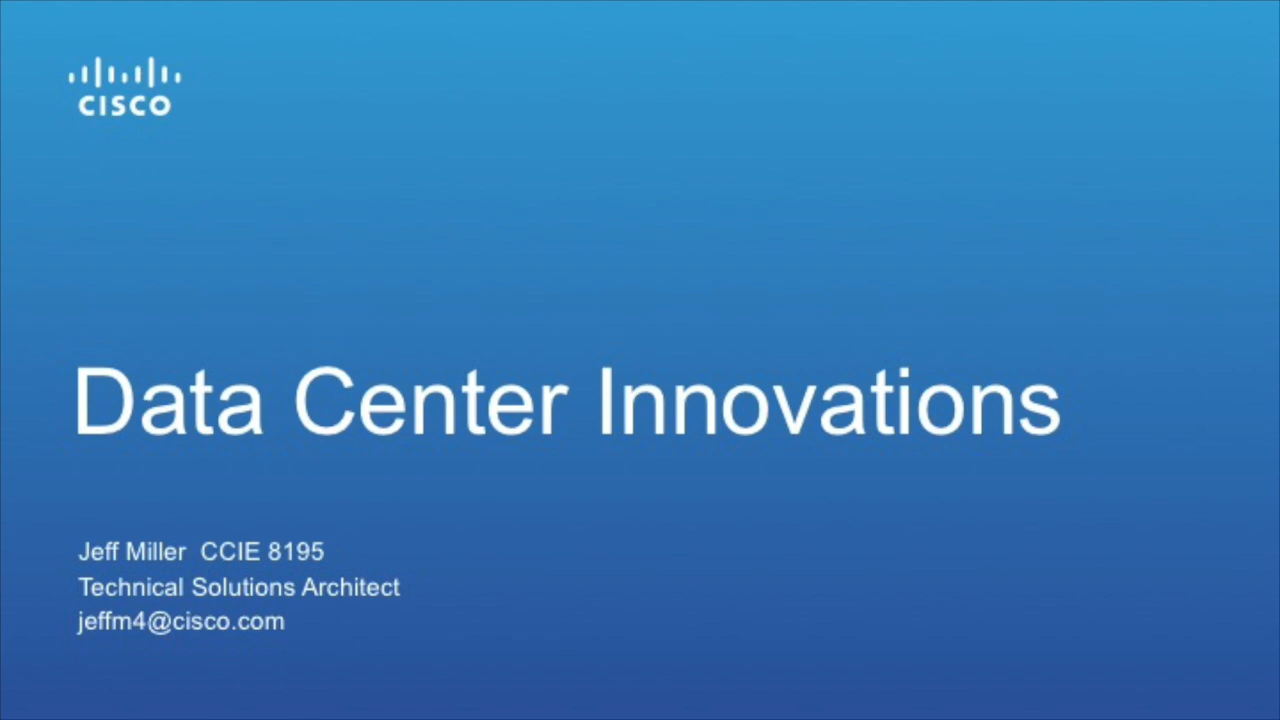 CISCO
Data Center Innovations
Jeff Miller  CCIE 8195
Technical Solutions Architect
jeffm4@cisco.com